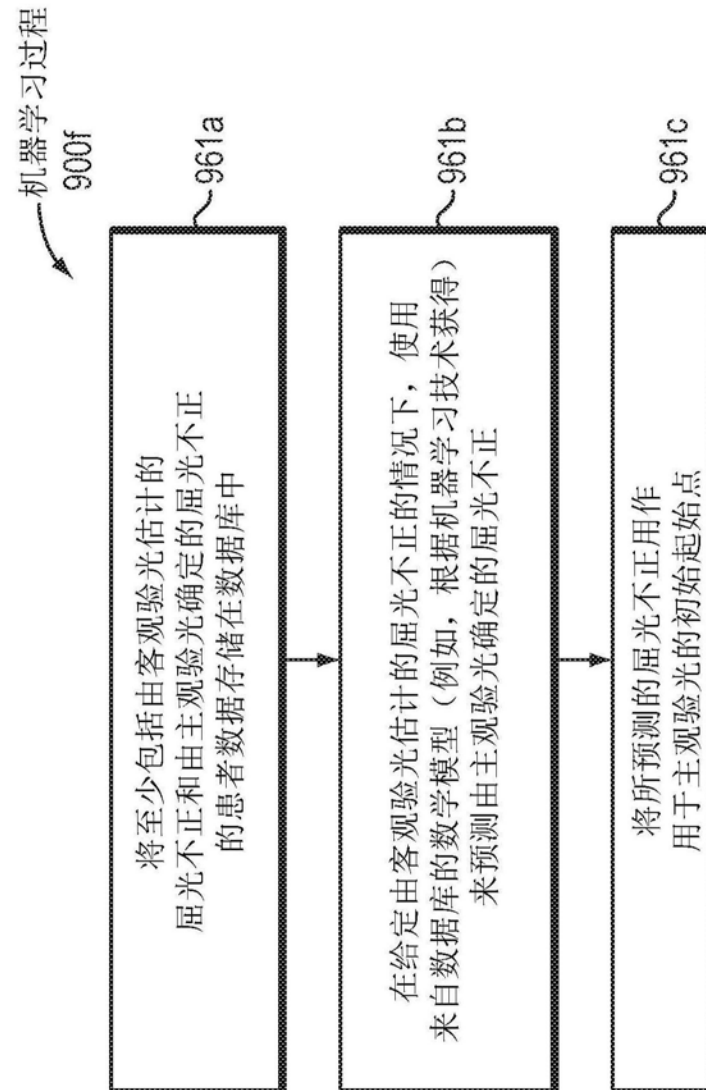 机器学习过程
900f
将至少包括由客观验光估计的
屈光不正和由主观验光确定的屈光不正
的患者数据存储在数据库中
961a
在给定由客观验光估计的屈光不正的情况下，使用
来自数据库的数学模型（例如，根据机器学习技术获得）
来预测由主观验光确定的屈光不正
961b
将所预测的屈光不正用作
用于主观验光的初始起始点
961c